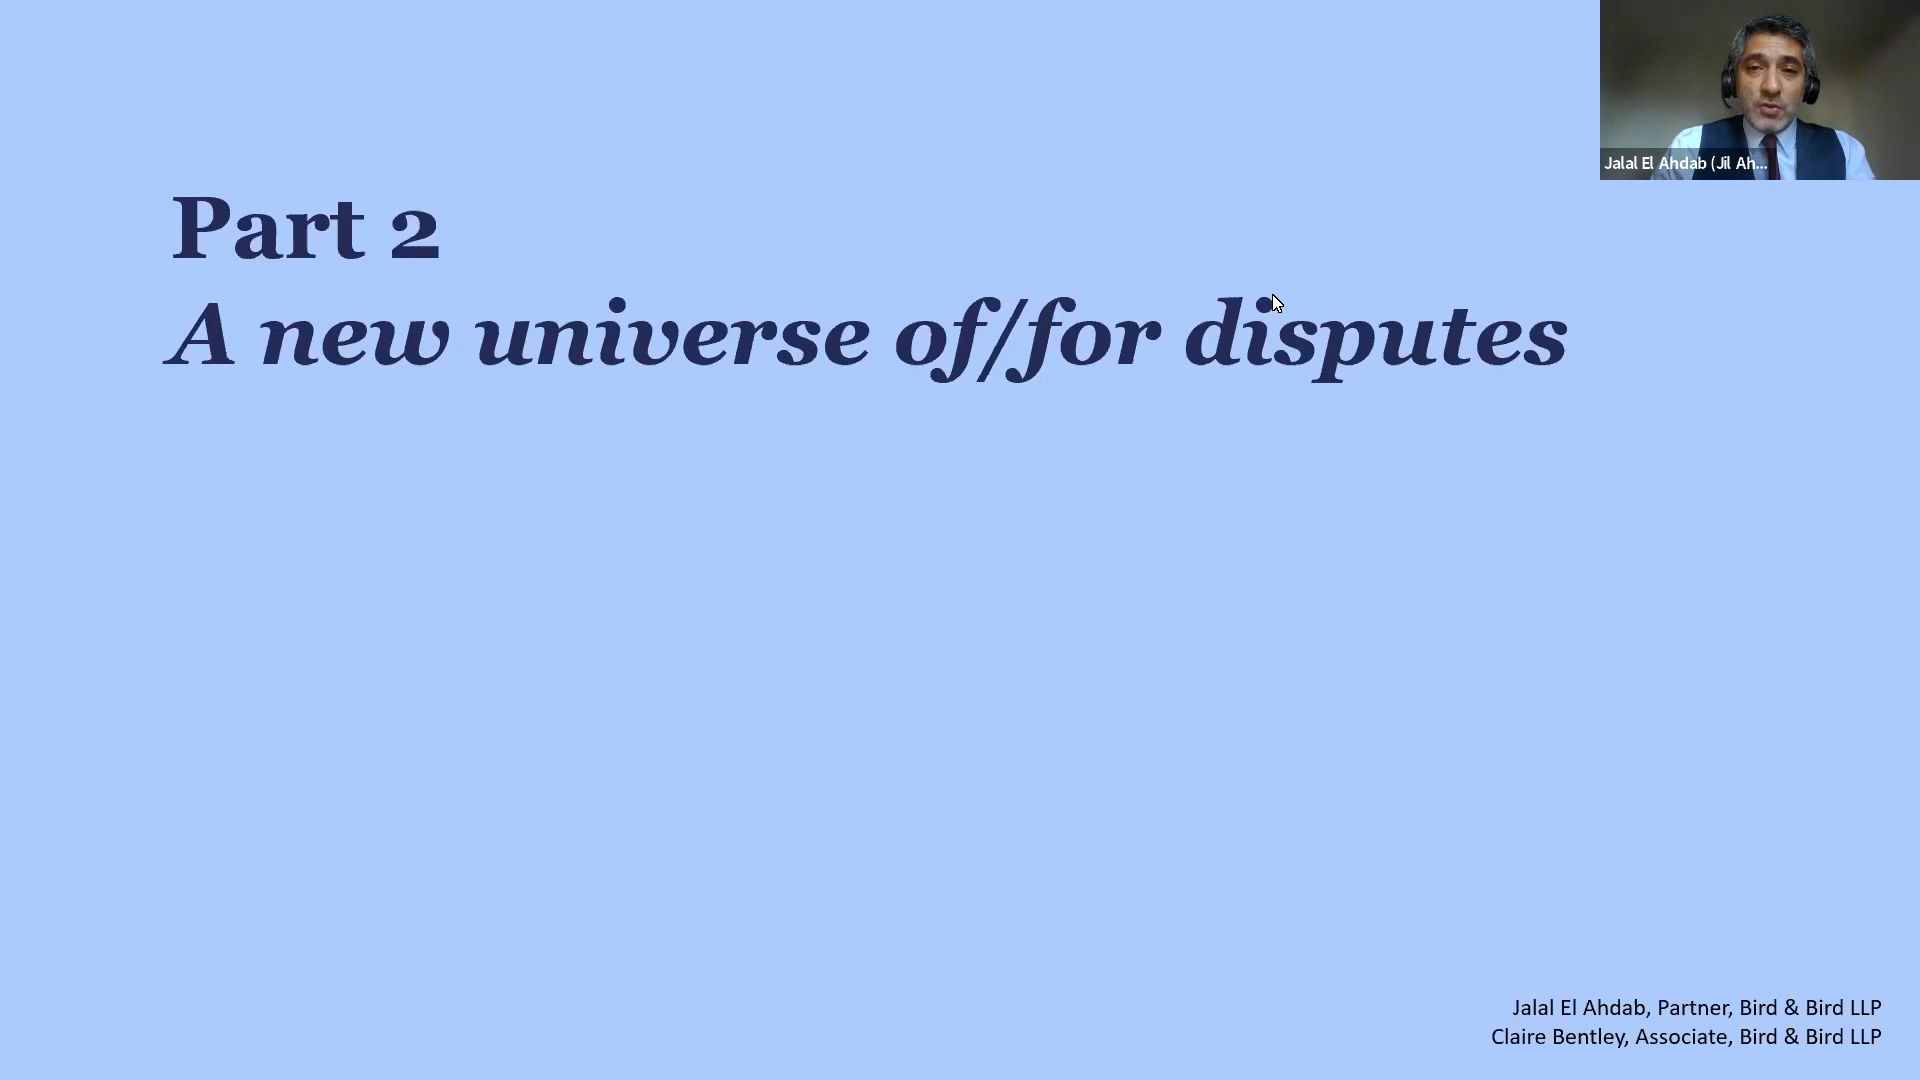 Jalal El Ahdab (Jil Ah...
Part 2
A new universe of/for disputes
Jalal El Ahdab, Partner, Bird & Bird LLP
Claire Bentley, Associate, Bird & Bird LLP